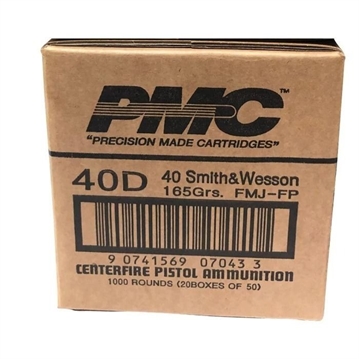 PMC™
"PRECISION MADE CARTRIDGES"
40D 40 Smith&Wesson
165Grs. FMJ-FP
9 0741569 07043 3
CENTERFIRE PISTOL AMMUNITION
1000 ROUNDS (20BOXES OF 50)